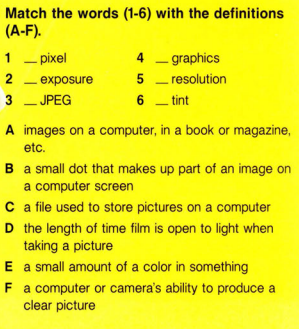 Match the words (1-6) with the definitions
(A-F).
1 __ pixel 4 __ graphics
2 __ exposure 5 __ resolution
3 __ JPEG 6 __ tint
A images on a computer, in a book or magazine,
etc.
B a small dot that makes up part of an image on
a computer screen
C a file used to store pictures on a computer
D the length of time film is open to light when
taking a picture
E a small amount of a color in something
F a computer or camera's ability to produce a
clear picture